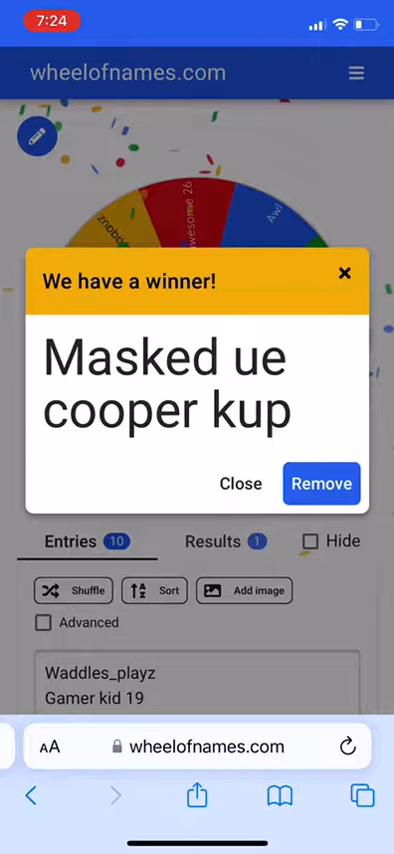 7:24
wheelofnames.com
awesome 26
Awl
We have a winner!
Masked ue
cooper kup
Close Remove
Entries 10 Results 1 Hide
Shuffle Sort Add image
Advanced
Waddles_playz
Gamer kid 19
AA wheelofnames.com